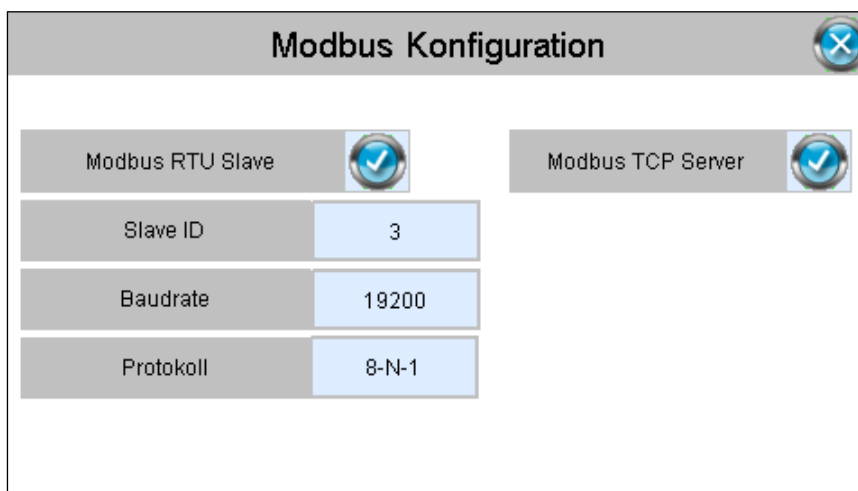 Modbus Konfiguration
Modbus RTU Slave
Modbus TCP Server
Slave ID
3
Baudrate
19200
Protokoll
8-N-1